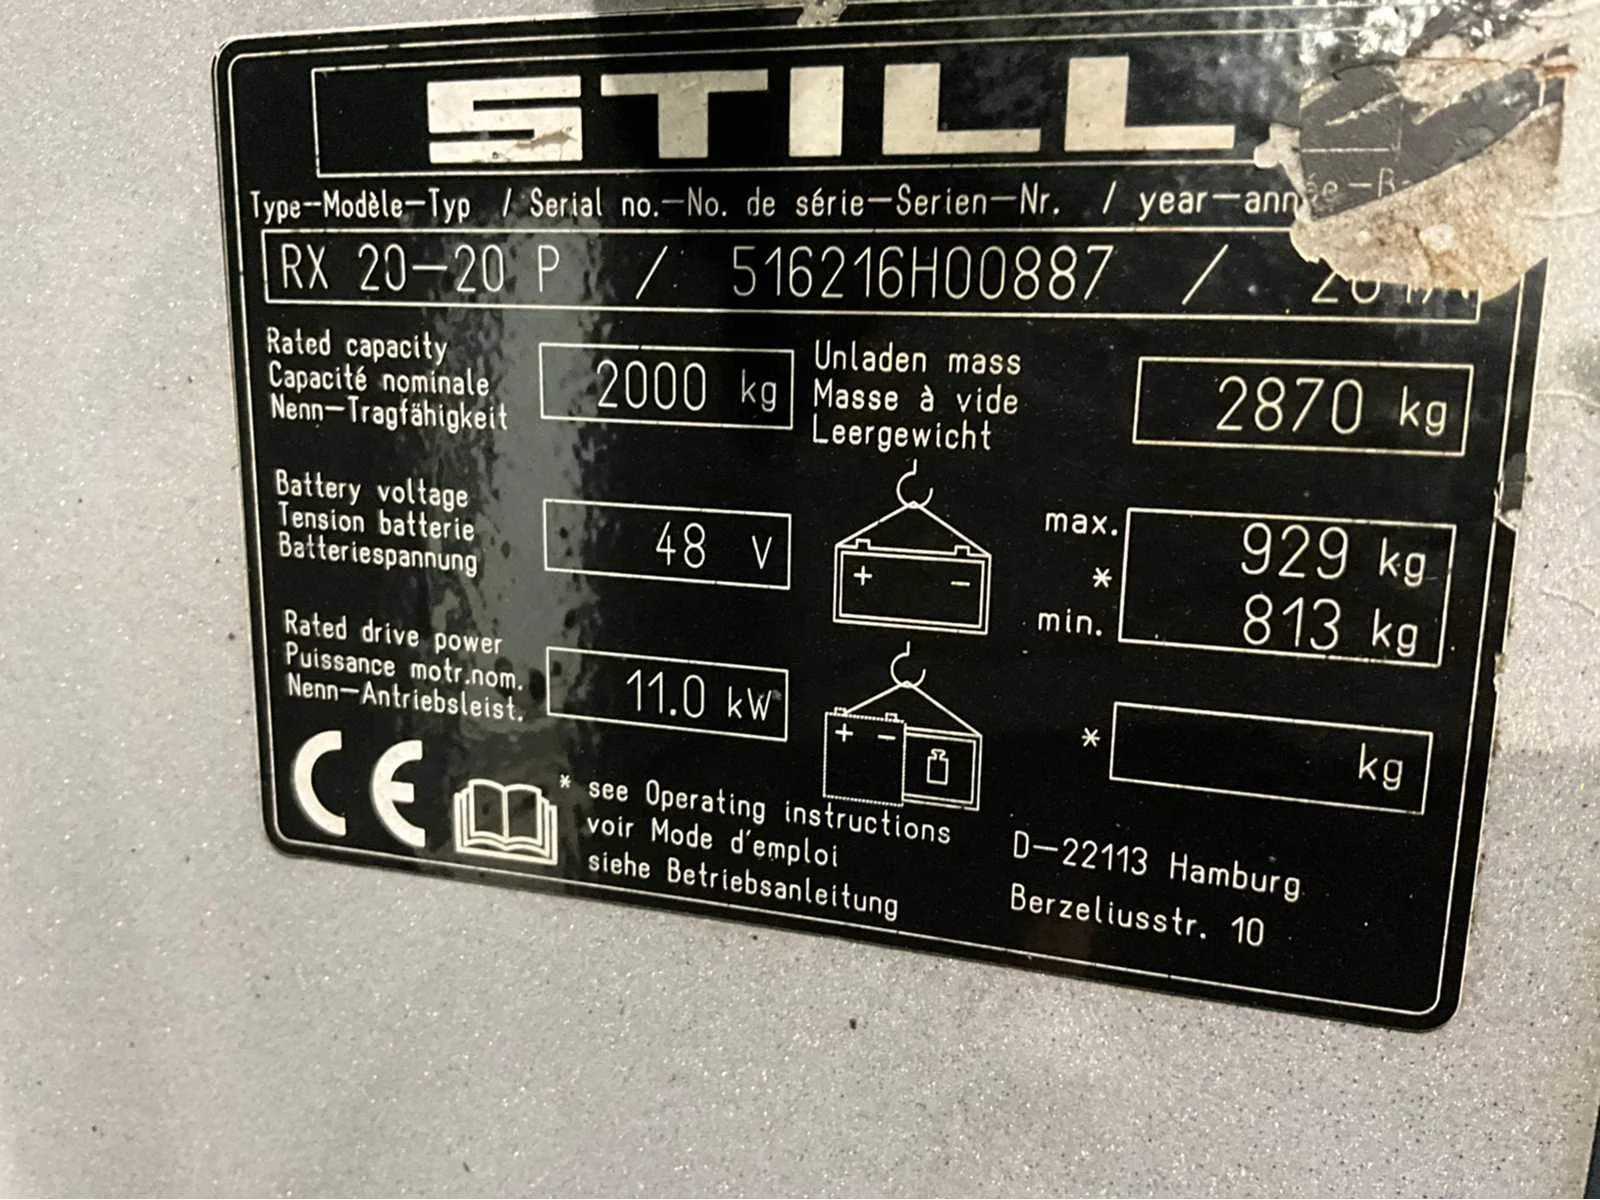 STILL
Type–Modèle–Typ / Serial no.–No. de série–Serien–Nr. / year–année–B
RX 20–20 P / 516216H00887 /
Rated capacity
Capacité nominale
Nenn–Tragfähigkeit
2000 kg
Unladen mass
Masse à vide
Leergewicht
2870 kg
Battery voltage
Tension batterie
Batteriespannung
48 V
+ –
max. 929 kg
*
min. 813 kg
Rated drive power
Puissance motr.nom.
Nenn–Antriebsleist.
11.0 kW
+ –
* kg
CE
* see Operating instructions
voir Mode d'emploi
siehe Betriebsanleitung
D–22113 Hamburg
Berzeliusstr. 10